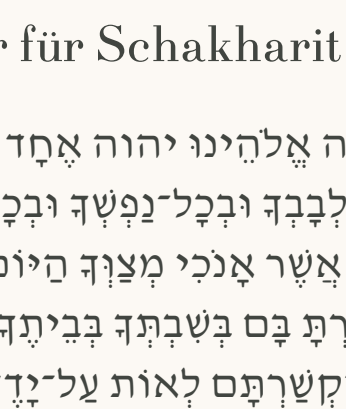 r für Schakharit
ה אֱלֹהֵינוּ יהוה אֶחָד
לְבָבְךָ וּבְכָל־נַפְשְׁךָ וּבְכָ
אֲשֶׁר אָנֹכִי מְצַוְּךָ הַיּוֹם
רְתָּ בָּם בְּשִׁבְתְּךָ בְּבֵיתֶךָ
קְשַׁרְתָּם לְאוֹת עַל־יָדֶ